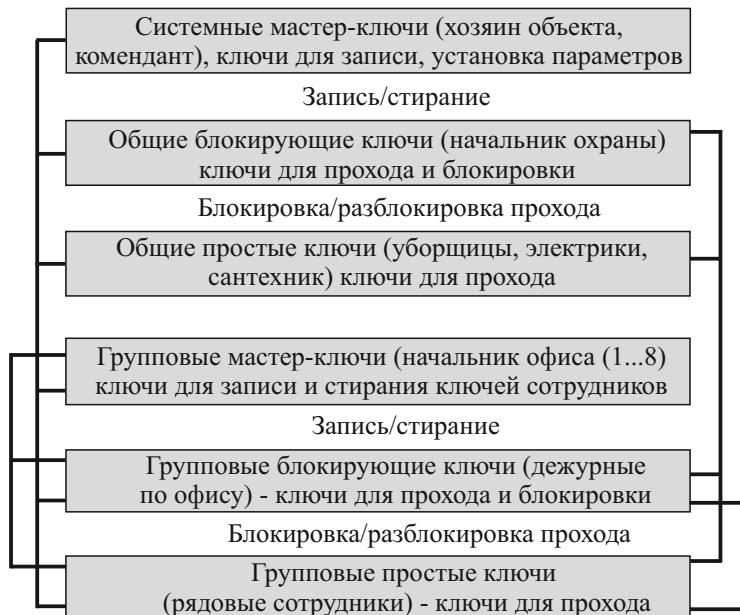 Системные мастер-ключи (хозяин объекта,
комендант), ключи для записи, установка параметров
Запись/стирание
Общие блокирующие ключи (начальник охраны)
ключи для прохода и блокировки
Блокировка/разблокировка прохода
Общие простые ключи (уборщицы, электрики,
сантехник) ключи для прохода
Групповые мастер-ключи (начальник офиса (1...8)
ключи для записи и стирания ключей сотрудников
Запись/стирание
Групповые блокирующие ключи (дежурные
по офису) - ключи для прохода и блокировки
Блокировка/разблокировка прохода
Групповые простые ключи
(рядовые сотрудники) - ключи для прохода